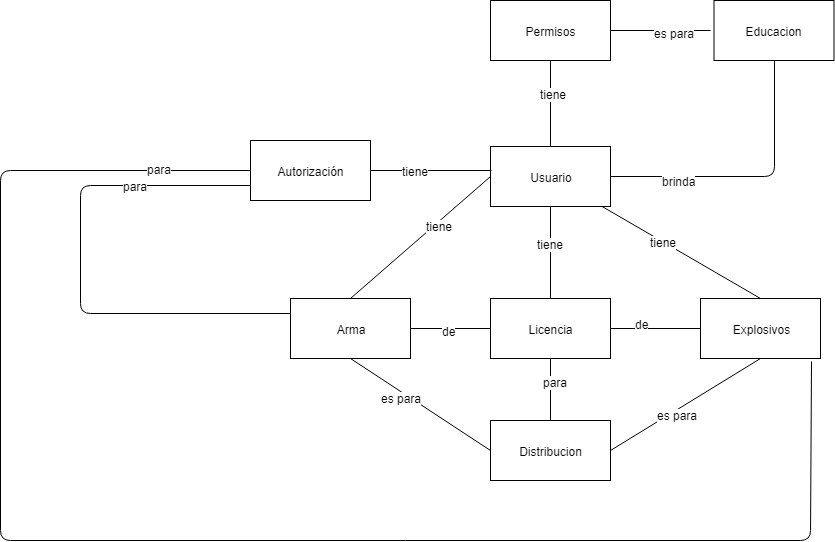 Permisos
es para
Educacion
tiene
para
Autorización
tiene
Usuario
brinda
para
tiene
tiene
tiene
Arma
de
Licencia
de
Explosivos
es para
para
es para
Distribucion